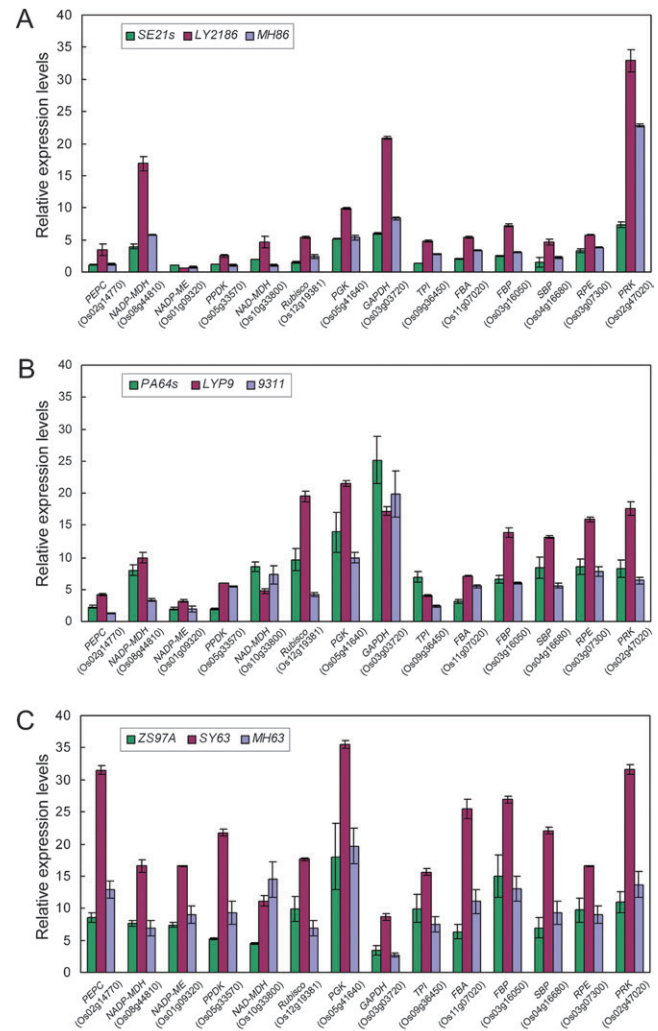 A
Relative expression levels
40
35
30
25
20
15
10
5
0
SE21s LY2186 MH86
PEPC (Os02g14770)
NADP-MDH (Os08g44810)
NADP-ME (Os01g09320)
PPDK (Os05g33570)
NAD-MDH (Os10g33800)
Rubisco (Os12g19381)
PGK (Os05g41640)
GAPDH (Os03g03720)
TPI (Os09g36450)
FBA (Os11g07020)
FBP (Os03g16050)
SBP (Os04g16680)
RPE (Os03g07300)
PRK (Os02g47020)
B
Relative expression levels
40
35
30
25
20
15
10
5
0
PA64s LYP9 9311
PEPC (Os02g14770)
NADP-MDH (Os08g44810)
NADP-ME (Os01g09320)
PPDK (Os05g33570)
NAD-MDH (Os10g33800)
Rubisco (Os12g19381)
PGK (Os05g41640)
GAPDH (Os03g03720)
TPI (Os09g36450)
FBA (Os11g07020)
FBP (Os03g16050)
SBP (Os04g16680)
RPE (Os03g07300)
PRK (Os02g47020)
C
Relative expression levels
40
35
30
25
20
15
10
5
0
ZS97A SY63 MH63
PEPC (Os02g14770)
NADP-MDH (Os08g44810)
NADP-ME (Os01g09320)
PPDK (Os05g33570)
NAD-MDH (Os10g33800)
Rubisco (Os12g19381)
PGK (Os05g41640)
GAPDH (Os03g03720)
TPI (Os09g36450)
FBA (Os11g07020)
FBP (Os03g16050)
SBP (Os04g16680)
RPE (Os03g07300)
PRK (Os02g47020)